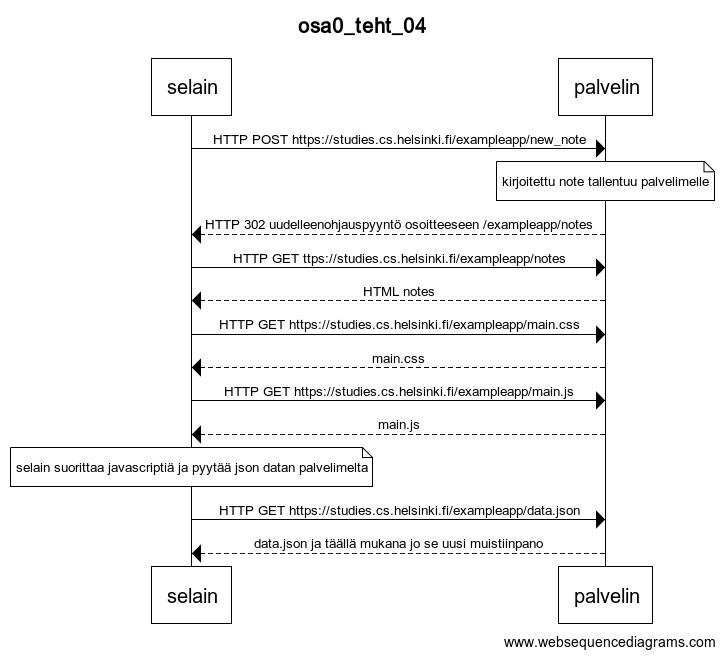 osa0_teht_04
selain
palvelin
HTTP POST https://studies.cs.helsinki.fi/exampleapp/new_note
kirjoitettu note tallentuu palvelimelle
HTTP 302 uudelleenohjauspyyntö osoitteeseen /exampleapp/notes
HTTP GET ttps://studies.cs.helsinki.fi/exampleapp/notes
HTML notes
HTTP GET https://studies.cs.helsinki.fi/exampleapp/main.css
main.css
HTTP GET https://studies.cs.helsinki.fi/exampleapp/main.js
main.js
selain suorittaa javascriptiä ja pyytää json datan palvelimelta
HTTP GET https://studies.cs.helsinki.fi/exampleapp/data.json
data.json ja täällä mukana jo se uusi muistiinpano
selain
palvelin
www.websequencediagrams.com